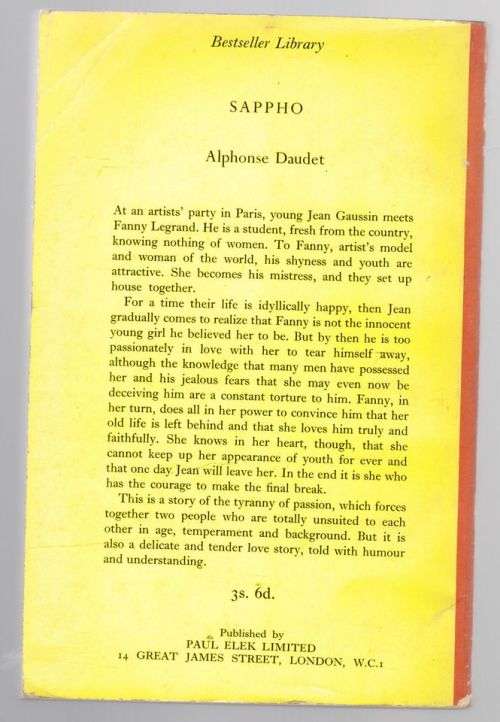 Bestseller Library
SAPPHO
Alphonse Daudet
At an artists' party in Paris, young Jean Gaussin meets
Fanny Legrand. He is a student, fresh from the country,
knowing nothing of women. To Fanny, artist's model
and woman of the world, his shyness and youth are
attractive. She becomes his mistress, and they set up
house together.
For a time their life is idyllically happy, then Jean
gradually comes to realize that Fanny is not the innocent
young girl he believed her to be. But by then he is too
passionately in love with her to tear himself away,
although the knowledge that many men have possessed
her and his jealous fears that she may even now be
deceiving him are a constant torture to him. Fanny, in
her turn, does all in her power to convince him that her
old life is left behind and that she loves him truly and
faithfully. She knows in her heart, though, that she
cannot keep up her appearance of youth for ever and
that one day Jean will leave her. In the end it is she who
has the courage to make the final break.
This is a story of the tyranny of passion, which forces
together two people who are totally unsuited to each
other in age, temperament and background. But it is
also a delicate and tender love story, told with humour
and understanding.
3s. 6d.
Published by
PAUL ELEK LIMITED
14 GREAT JAMES STREET, LONDON, W.C.1